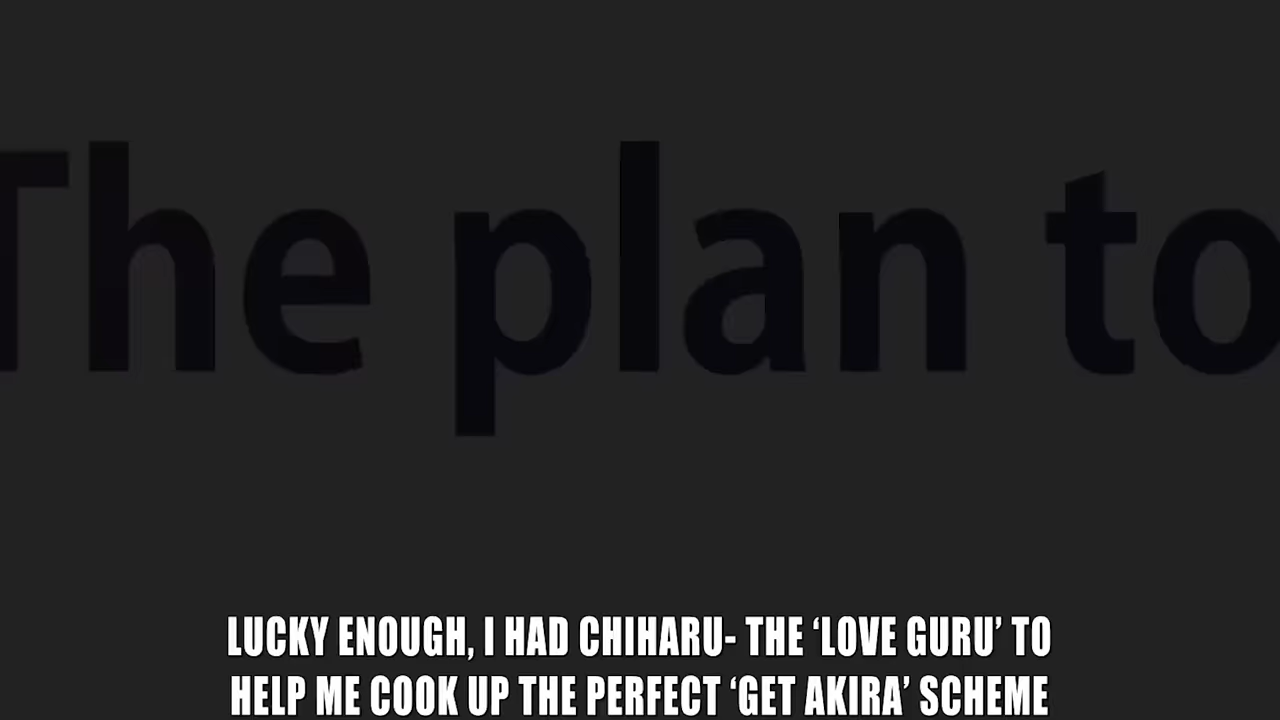 The plan to
LUCKY ENOUGH, I HAD CHIHARU- THE ‘LOVE GURU’ TO
HELP ME COOK UP THE PERFECT ‘GET AKIRA’ SCHEME